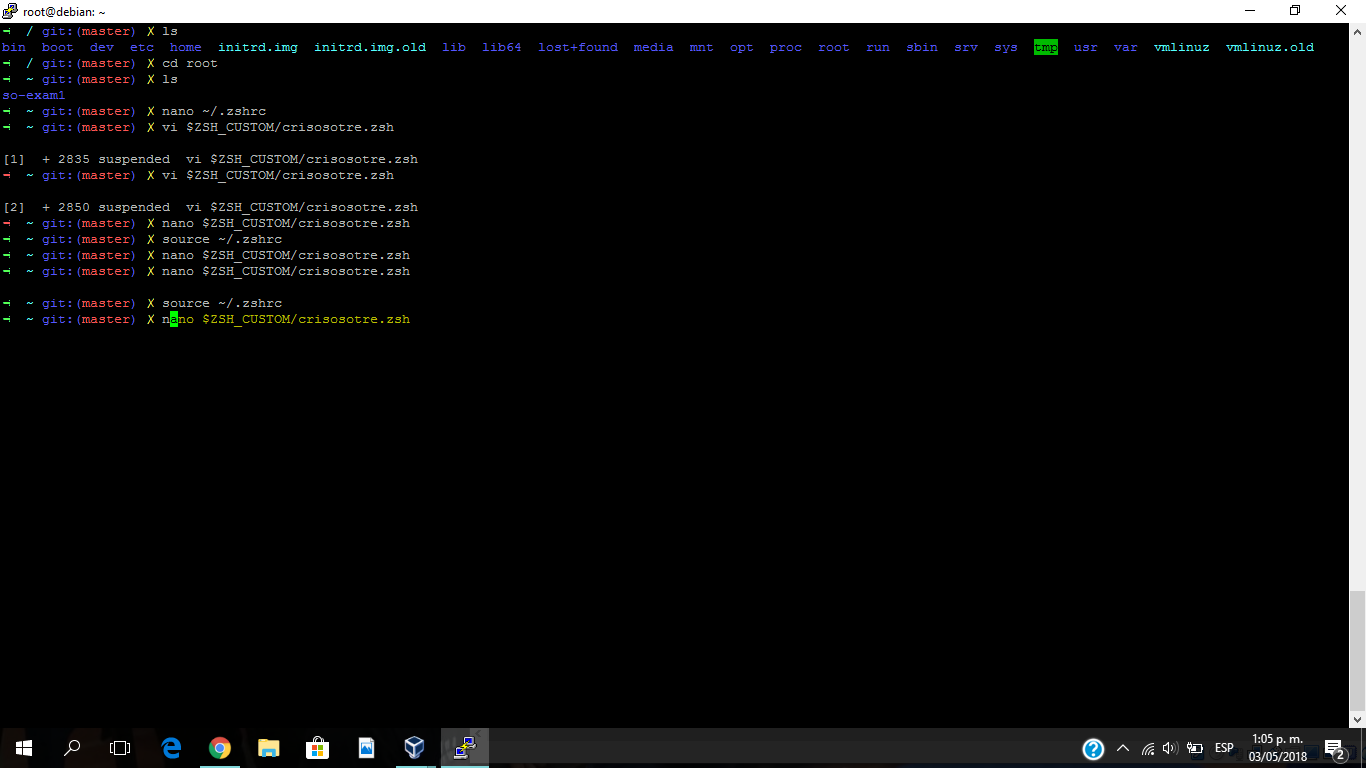 root@debian: ~
→ / git:(master) ✗ ls
bin boot dev etc home initrd.img initrd.img.old lib lib64 lost+found media mnt opt proc root run sbin srv sys tmp usr var vmlinuz vmlinuz.old
→ / git:(master) ✗ cd root
→ ~ git:(master) ✗ ls
so-exam1
→ ~ git:(master) ✗ nano ~/.zshrc
→ ~ git:(master) ✗ vi $ZSH_CUSTOM/crisosotre.zsh
[1] + 2835 suspended vi $ZSH_CUSTOM/crisosotre.zsh
→ ~ git:(master) ✗ vi $ZSH_CUSTOM/crisosotre.zsh
[2] + 2850 suspended vi $ZSH_CUSTOM/crisosotre.zsh
→ ~ git:(master) ✗ nano $ZSH_CUSTOM/crisosotre.zsh
→ ~ git:(master) ✗ source ~/.zshrc
→ ~ git:(master) ✗ nano $ZSH_CUSTOM/crisosotre.zsh
→ ~ git:(master) ✗ nano $ZSH_CUSTOM/crisosotre.zsh
→ ~ git:(master) ✗ source ~/.zshrc
→ ~ git:(master) ✗ nano $ZSH_CUSTOM/crisosotre.zsh
ESP
1:05 p. m.
03/05/2018
2